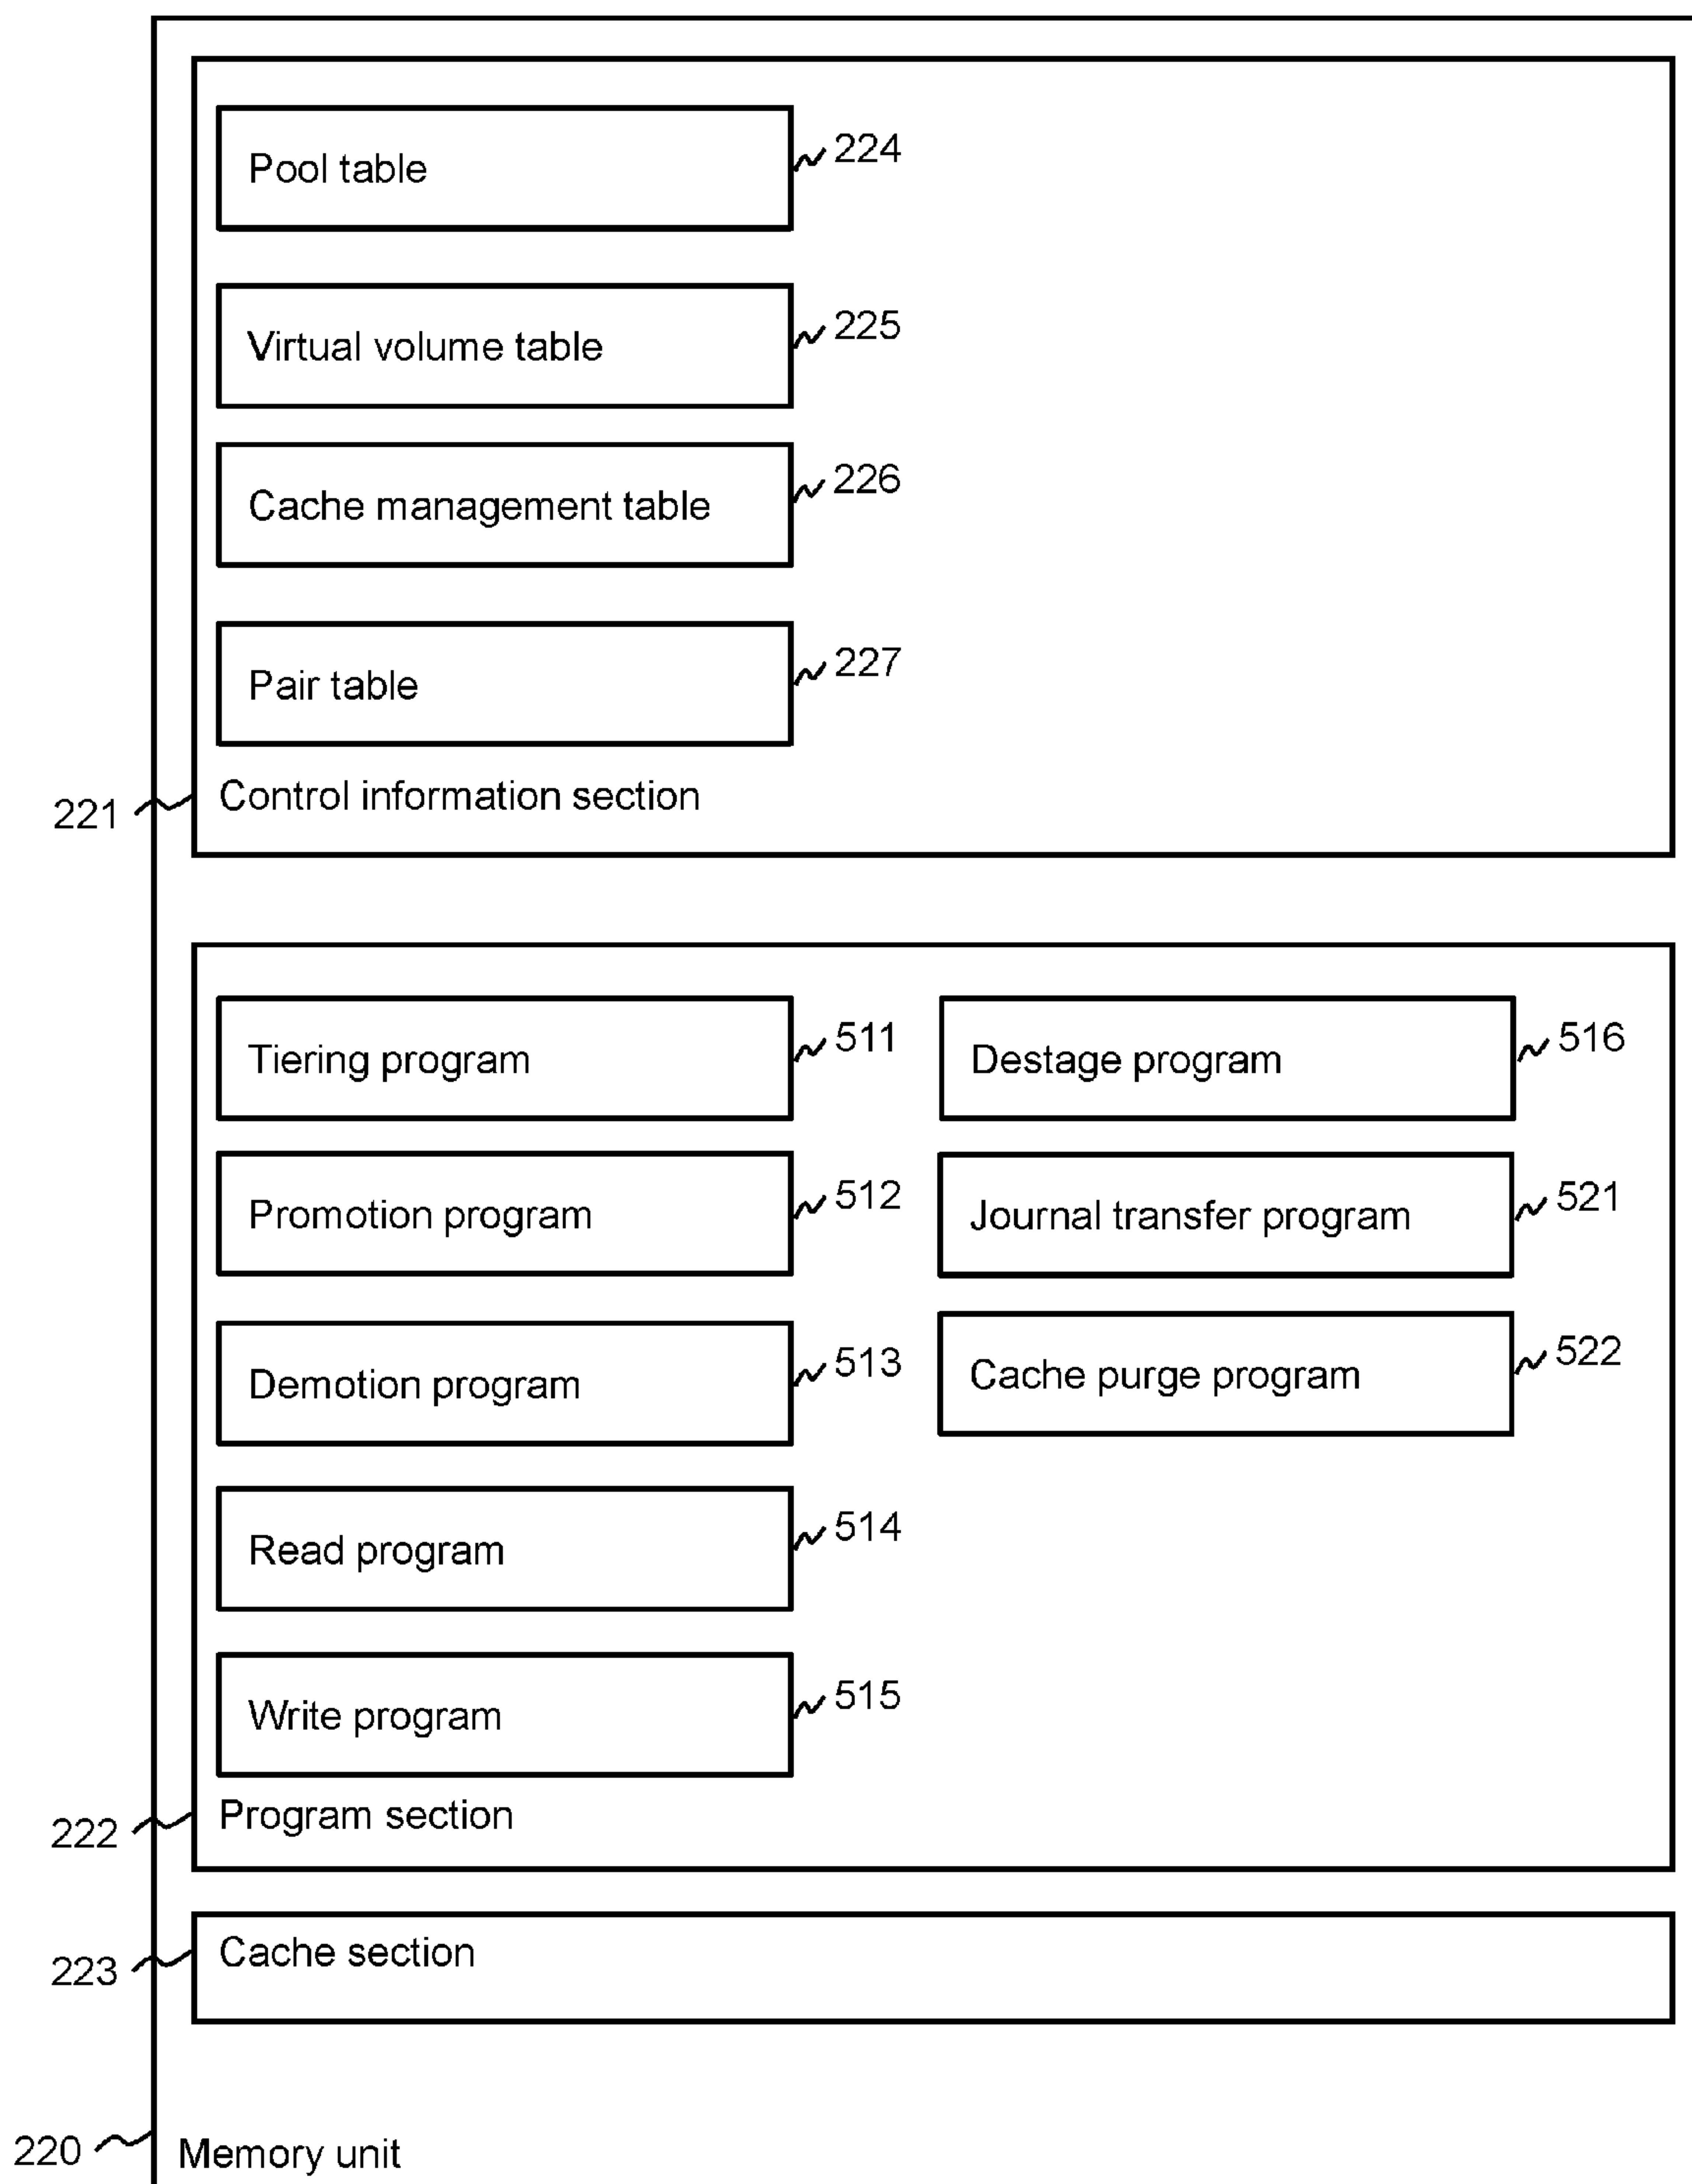 Pool table 224
Virtual volume table 225
Cache management table 226
Pair table 227
221 Control information section
Tiering program 511
Destage program 516
Promotion program 512
Journal transfer program 521
Demotion program 513
Cache purge program 522
Read program 514
Write program 515
222 Program section
223 Cache section
220 Memory unit